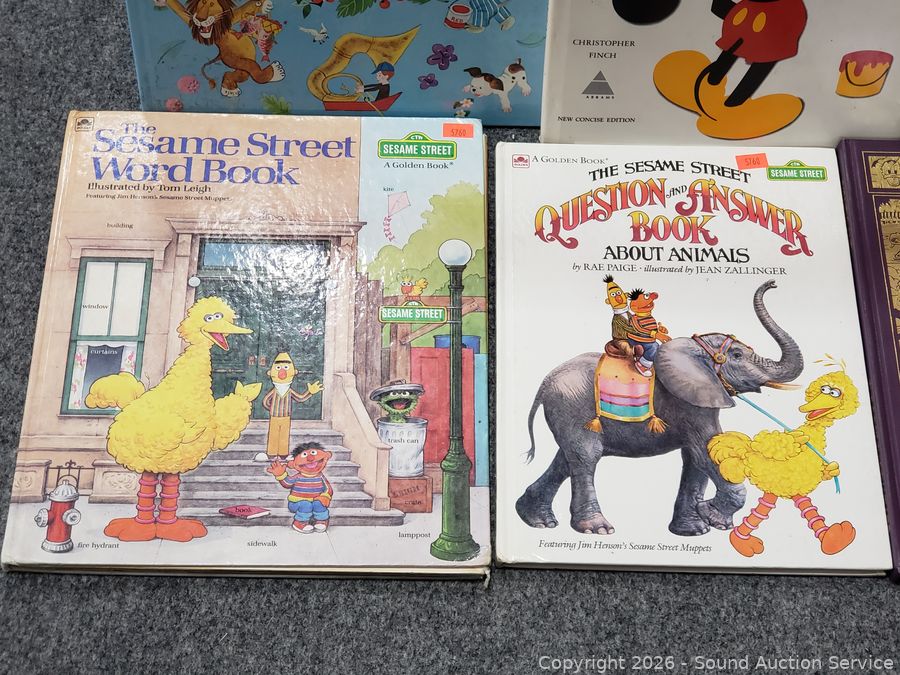 RED
CHRISTOPHER
FINCH
ABRAMS
NEW CONCISE EDITION
The
Sesame Street
Word Book
Illustrated by Tom Leigh
Featuring Jim Henson's Sesame Street Muppets
5760
CTW
SESAME STREET
A Golden Book®
kite
building
window
curtains
SESAME STREET
trash can
crate
book
fire hydrant
sidewalk
lamppost
GOLDEN
A GOLDEN BOOK®
5760
CTW
SESAME STREET
THE SESAME STREET
QUESTION AND ANSWER
BOOK
ABOUT ANIMALS
by RAE PAIGE · illustrated by JEAN ZALLINGER
Featuring Jim Henson's Sesame Street Muppets
Copyright 2026 - Sound Auction Service